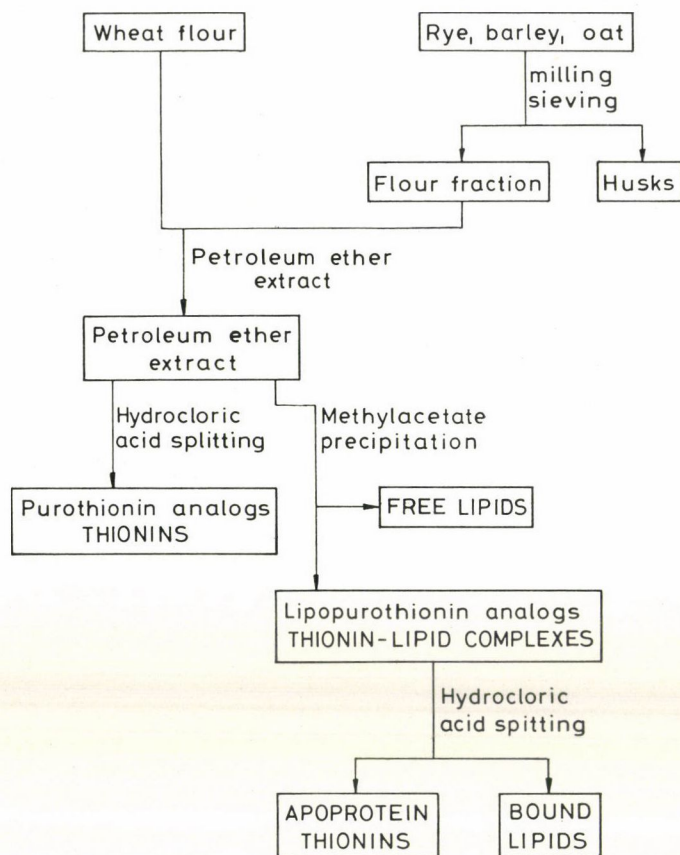 Wheat flour
Rye, barley, oat
milling
sieving
Flour fraction
Husks
Petroleum ether
extract
Petroleum ether
extract
Hydrocloric
acid splitting
Methylacetate
precipitation
Purothionin analogs
THIONINS
FREE LIPIDS
Lipopurothionin analogs
THIONIN-LIPID COMPLEXES
Hydrocloric
acid spitting
APOPROTEIN
THIONINS
BOUND
LIPIDS